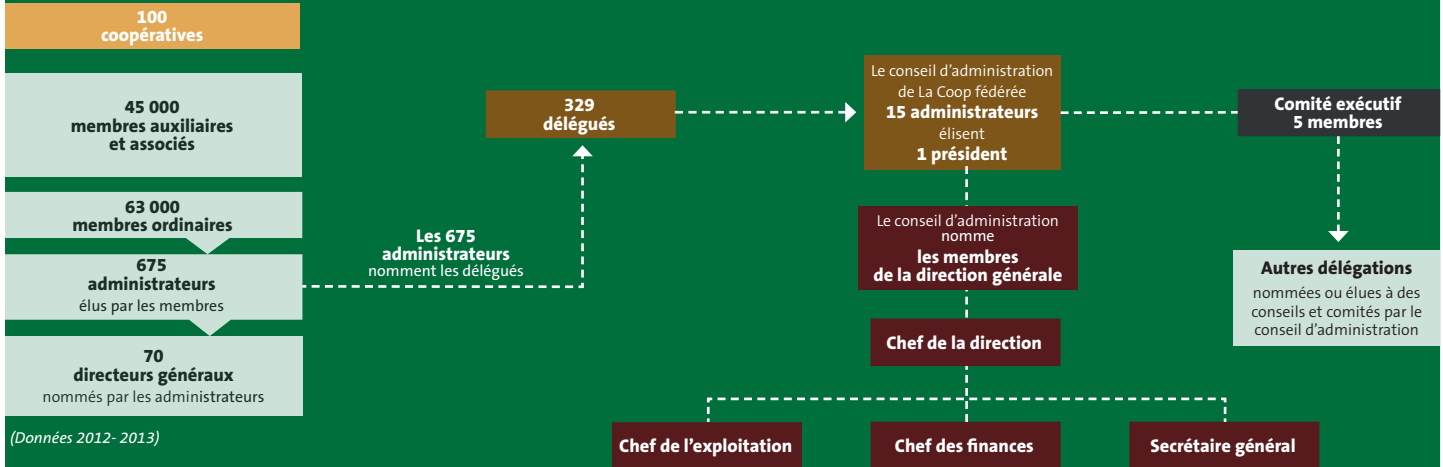 100
coopératives
45 000
membres auxiliaires
et associés
63 000
membres ordinaires
675
administrateurs
élus par les membres
70
directeurs généraux
nommés par les administrateurs
(Données 2012- 2013)
Les 675
administrateurs
nomment les délégués
329
délégués
Le conseil d’administration
de La Coop fédérée
15 administrateurs
élisent
1 président
Le conseil d’administration
nomme
les membres
de la direction générale
Chef de la direction
Chef de l’exploitation
Chef des finances
Secrétaire général
Comité exécutif
5 membres
Autres délégations
nommées ou élues à des
conseils et comités par le
conseil d’administration